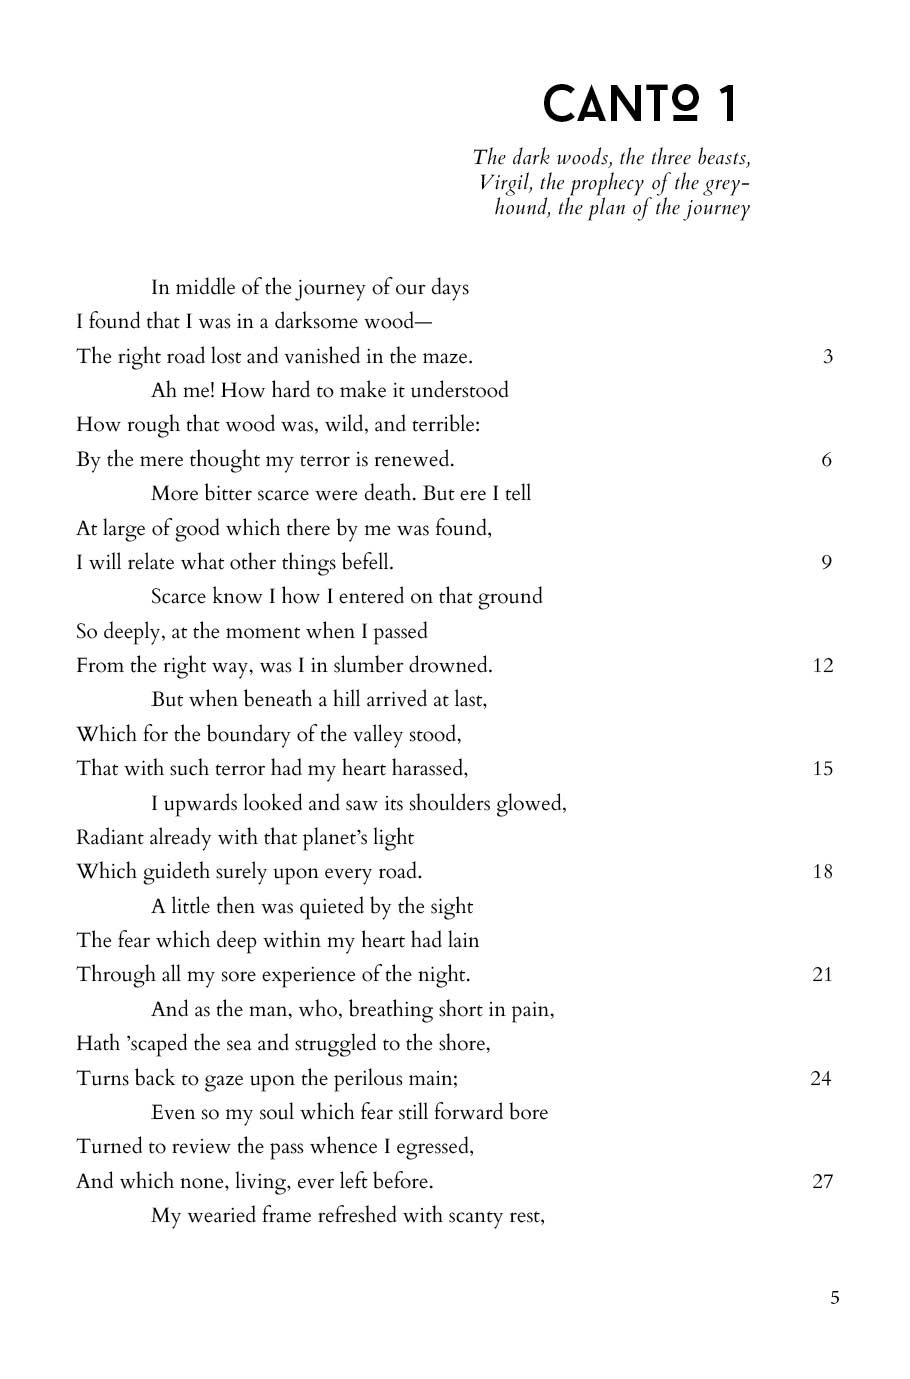 CANTO 1
The dark woods, the three beasts,
Virgil, the prophecy of the grey-
hound, the plan of the journey
In middle of the journey of our days
I found that I was in a darksome wood—
The right road lost and vanished in the maze. 3
Ah me! How hard to make it understood
How rough that wood was, wild, and terrible:
By the mere thought my terror is renewed. 6
More bitter scarce were death. But ere I tell
At large of good which there by me was found,
I will relate what other things befell. 9
Scarce know I how I entered on that ground
So deeply, at the moment when I passed
From the right way, was I in slumber drowned. 12
But when beneath a hill arrived at last,
Which for the boundary of the valley stood,
That with such terror had my heart harassed, 15
I upwards looked and saw its shoulders glowed,
Radiant already with that planet’s light
Which guideth surely upon every road. 18
A little then was quieted by the sight
The fear which deep within my heart had lain
Through all my sore experience of the night. 21
And as the man, who, breathing short in pain,
Hath ’scaped the sea and struggled to the shore,
Turns back to gaze upon the perilous main; 24
Even so my soul which fear still forward bore
Turned to review the pass whence I egressed,
And which none, living, ever left before. 27
My wearied frame refreshed with scanty rest,
5